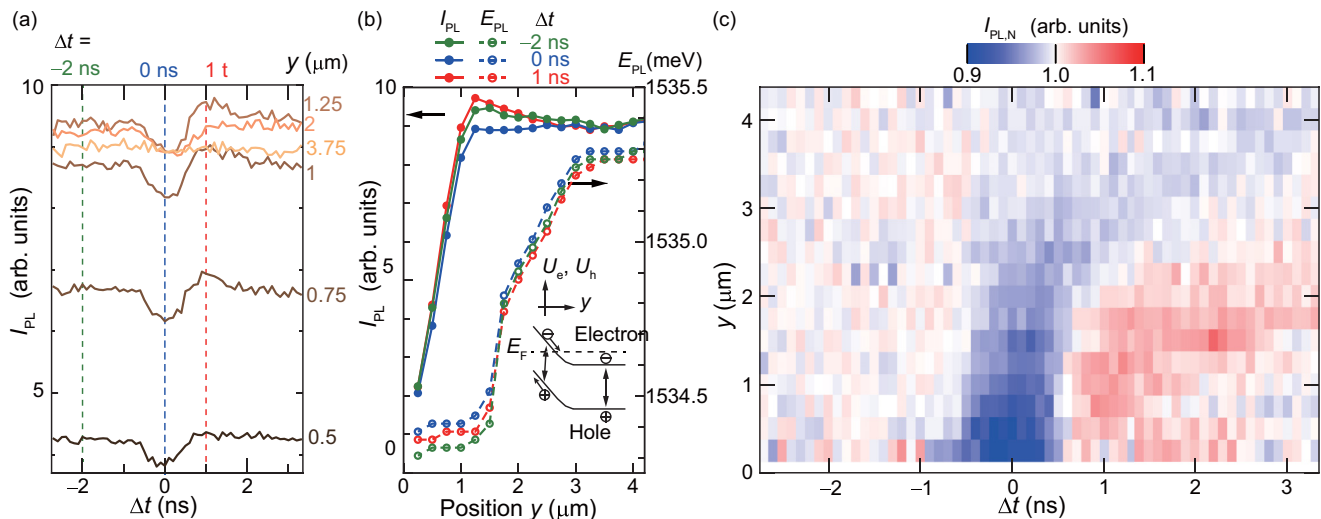 (a)
Δt =
−2 ns
0 ns
1 t
y (μm)
10
5
I_PL (arb. units)
1.25
2
3.75
1
0.75
0.5
−2
0
2
Δt (ns)
(b)
I_PL E_PL Δt
−2 ns
0 ns
1 ns
E_PL(meV)
10
5
0
I_PL (arb. units)
1535.5
1535.0
1534.5
U_e, U_h
y
Electron
E_F
Hole
0 1 2 3 4
Position y (μm)
(c)
I_PL,N (arb. units)
0.9 1.0 1.1
4
3
2
1
0
y (μm)
−2 −1 0 1 2 3
Δt (ns)